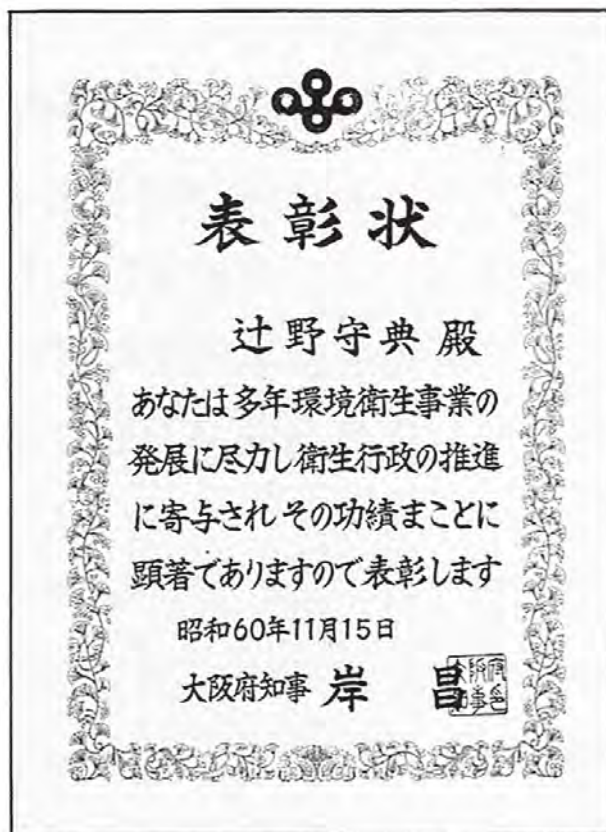 表彰状
辻野守典 殿
あなたは多年環境衛生事業の
発展に尽力し衛生行政の推進
に寄与されその功績まことに
顕著でありますので表彰します
昭和60年11月15日
大阪府知事 岸 昌